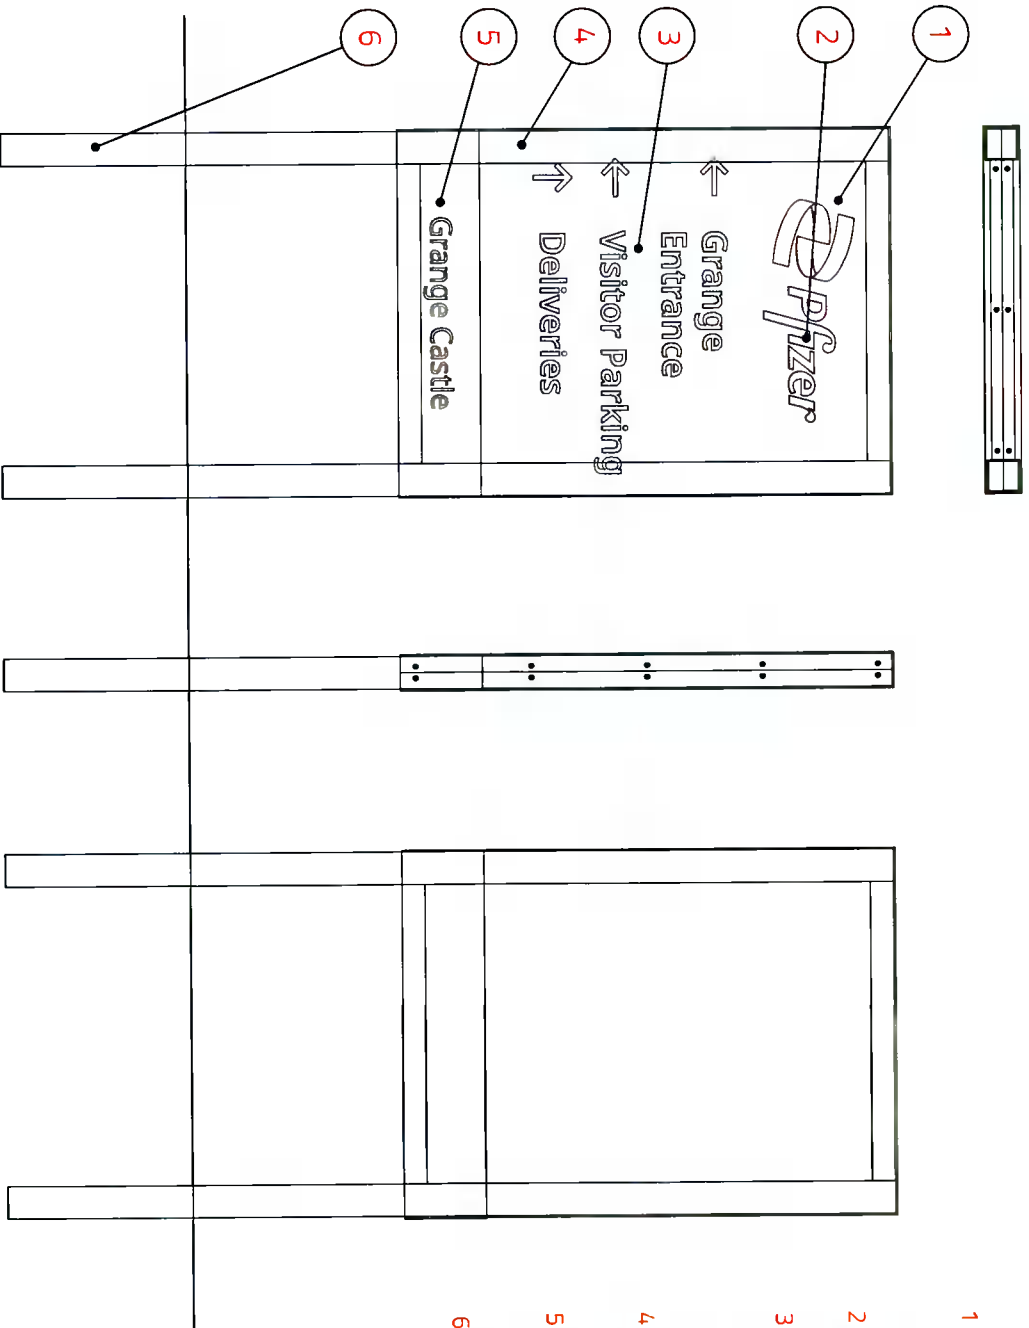 1
2
3
4
5
6
Pfizer
← Grange
Entrance
← Visitor Parking
→ Deliveries
Grange Castle
1
2
3
4
5
6